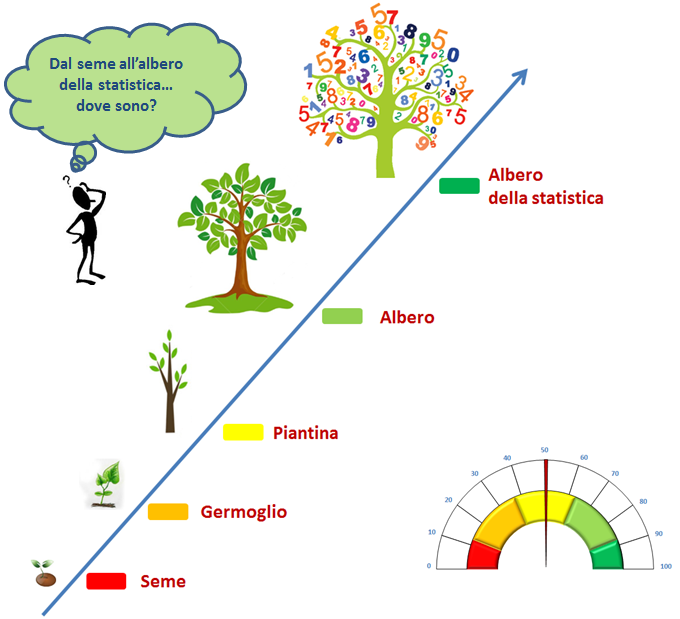 Dal seme all'albero
della statistica...
dove sono?
?
Albero
della statistica
Albero
Piantina
Germoglio
Seme
0
10
20
30
40
50
60
70
80
90
100